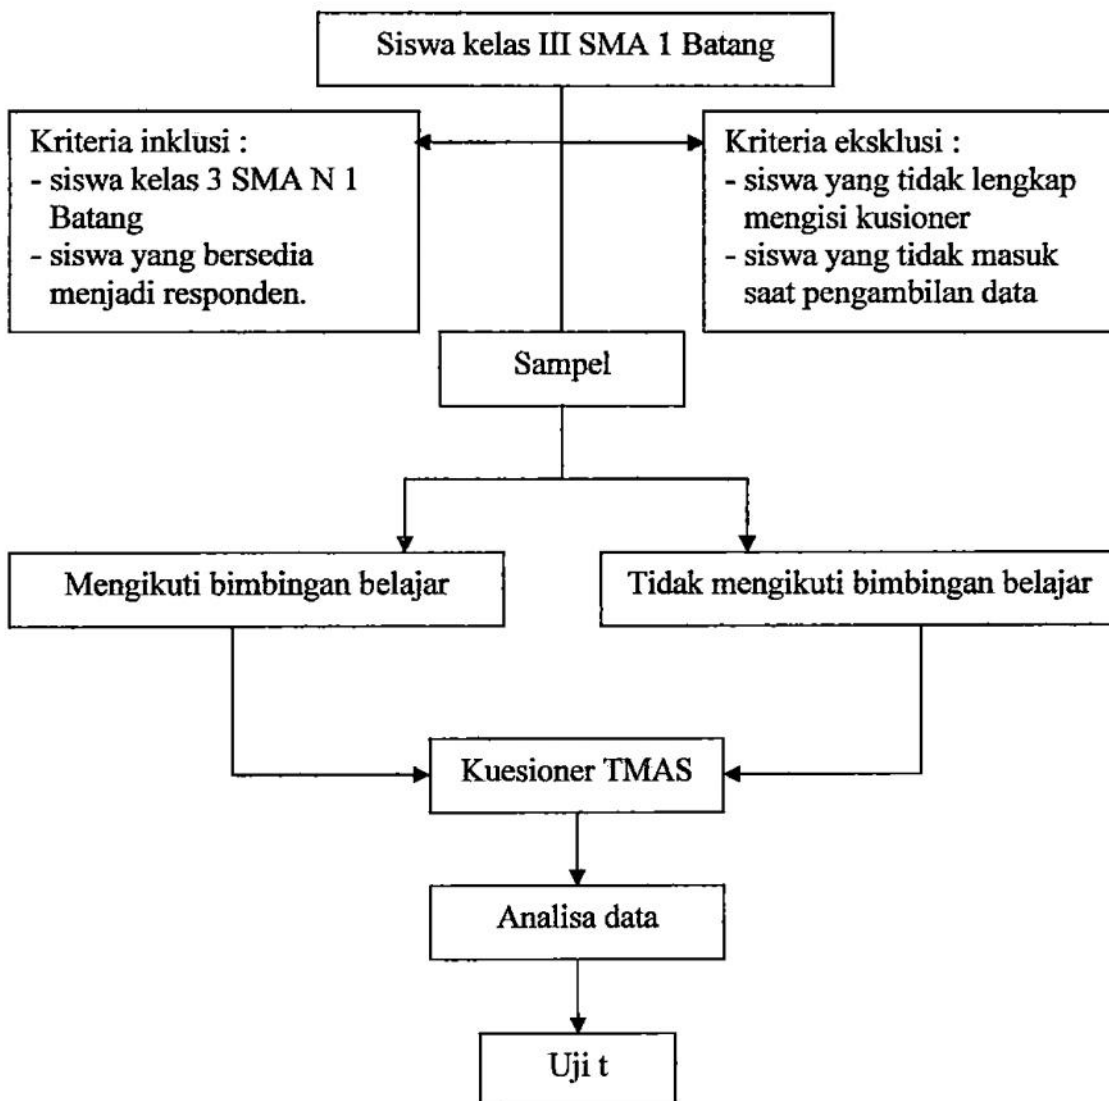 Siswa kelas III SMA 1 Batang
Kriteria inklusi :
- siswa kelas 3 SMA N 1
Batang
- siswa yang bersedia
menjadi responden.
Kriteria eksklusi :
- siswa yang tidak lengkap
mengisi kusioner
- siswa yang tidak masuk
saat pengambilan data
Sampel
Mengikuti bimbingan belajar
Tidak mengikuti bimbingan belajar
Kuesioner TMAS
Analisa data
Uji t